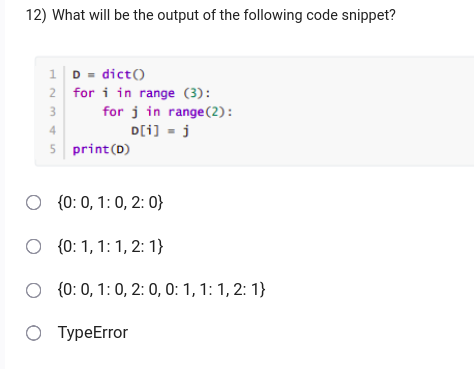 12) What will be the output of the following code snippet?
1 D = dict()
2 for i in range (3):
3 for j in range(2):
4 D[i] = j
5 print(D)
{0: 0, 1: 0, 2: 0}
{0: 1, 1: 1, 2: 1}
{0: 0, 1: 0, 2: 0, 0: 1, 1: 1, 2: 1}
TypeError